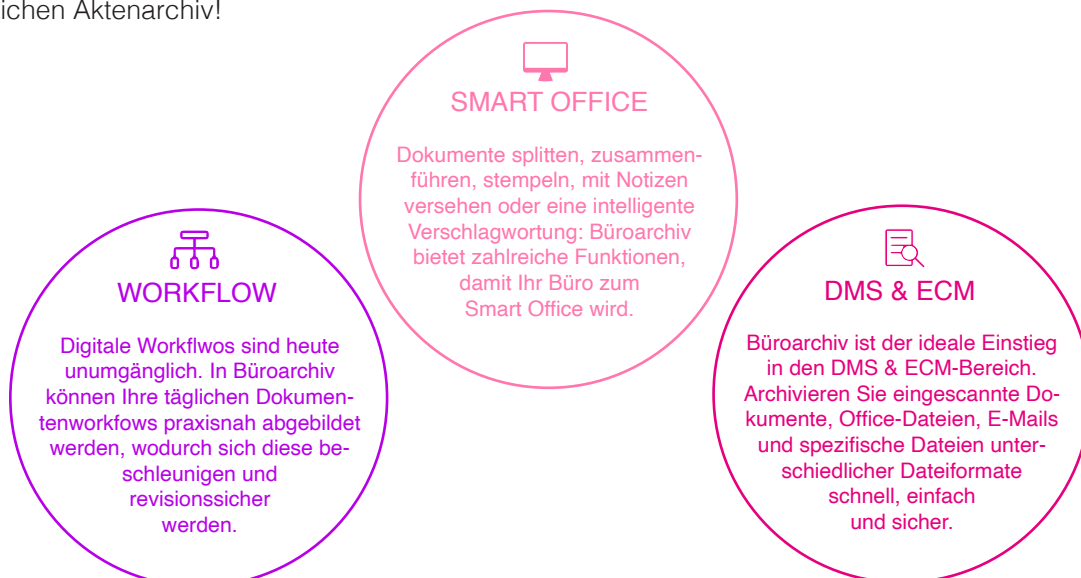 ichen Aktenarchiv!
SMART OFFICE
Dokumente splitten, zusammen-
führen, stempeln, mit Notizen
versehen oder eine intelligente
Verschlagwortung: Büroarchiv
bietet zahlreiche Funktionen,
damit Ihr Büro zum
Smart Office wird.
WORKFLOW
Digitale Workflwos sind heute
unumgänglich. In Büroarchiv
können Ihre täglichen Dokumen-
tenworkfows praxisnah abgebildet
werden, wodurch sich diese be-
schleunigen und
revisionssicher
werden.
DMS & ECM
Büroarchiv ist der ideale Einstieg
in den DMS & ECM-Bereich.
Archivieren Sie eingescannte Do-
kumente, Office-Dateien, E-Mails
und spezifische Dateien unter-
schiedlicher Dateiformate
schnell, einfach
und sicher.